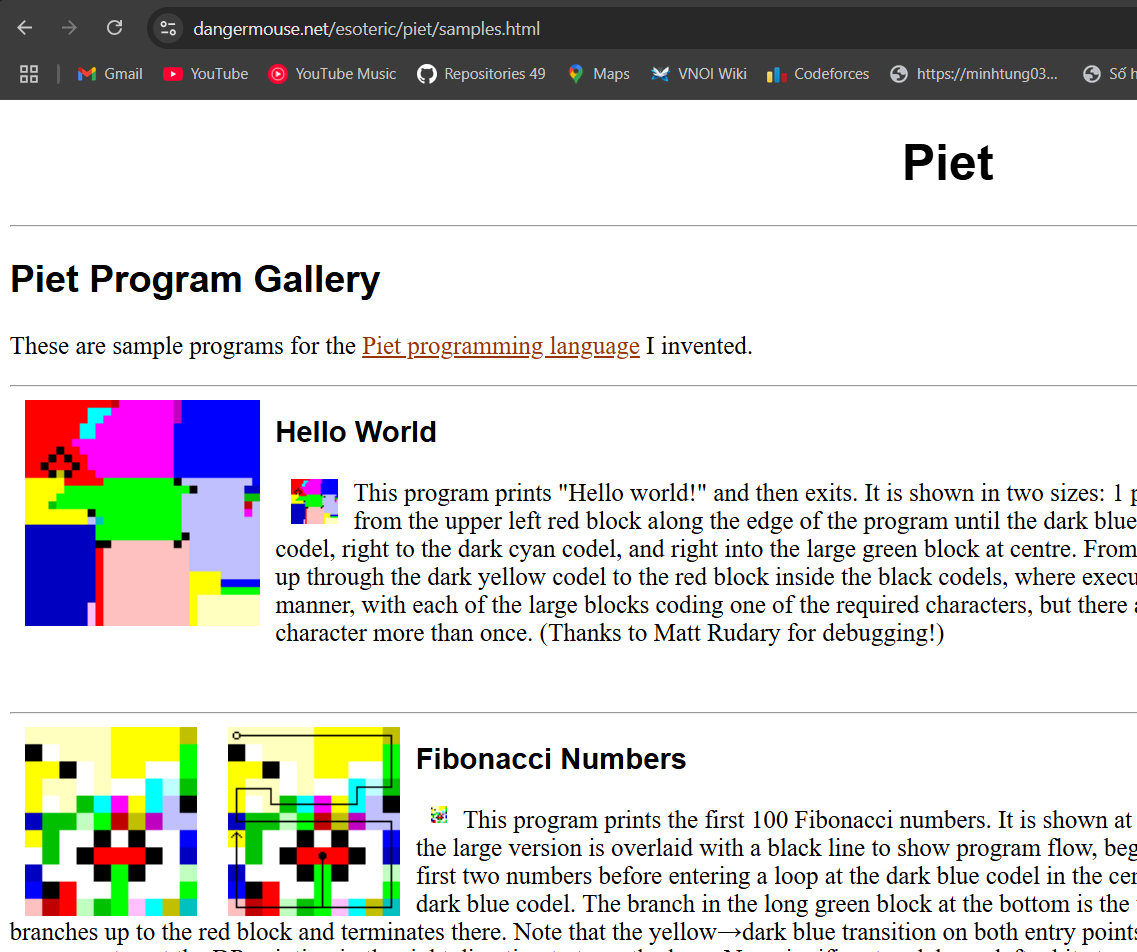 dangermouse.net/esoteric/piet/samples.html
Gmail YouTube YouTube Music Repositories 49 Maps VNOI Wiki Codeforces https://minhtung03... Số
Piet
Piet Program Gallery
These are sample programs for the Piet programming language I invented.
Hello World
This program prints "Hello world!" and then exits. It is shown in two sizes: 1
from the upper left red block along the edge of the program until the dark blue
codel, right to the dark cyan codel, and right into the large green block at centre. From
up through the dark yellow codel to the red block inside the black codels, where
manner, with each of the large blocks coding one of the required characters, but there
character more than once. (Thanks to Matt Rudary for debugging!)
Fibonacci Numbers
This program prints the first 100 Fibonacci numbers. It is shown at
the large version is overlaid with a black line to show program flow,
first two numbers before entering a loop at the dark blue codel in the
dark blue codel. The branch in the long green block at the bottom is the
branches up to the red block and terminates there. Note that the yellow→dark blue transition on both entry